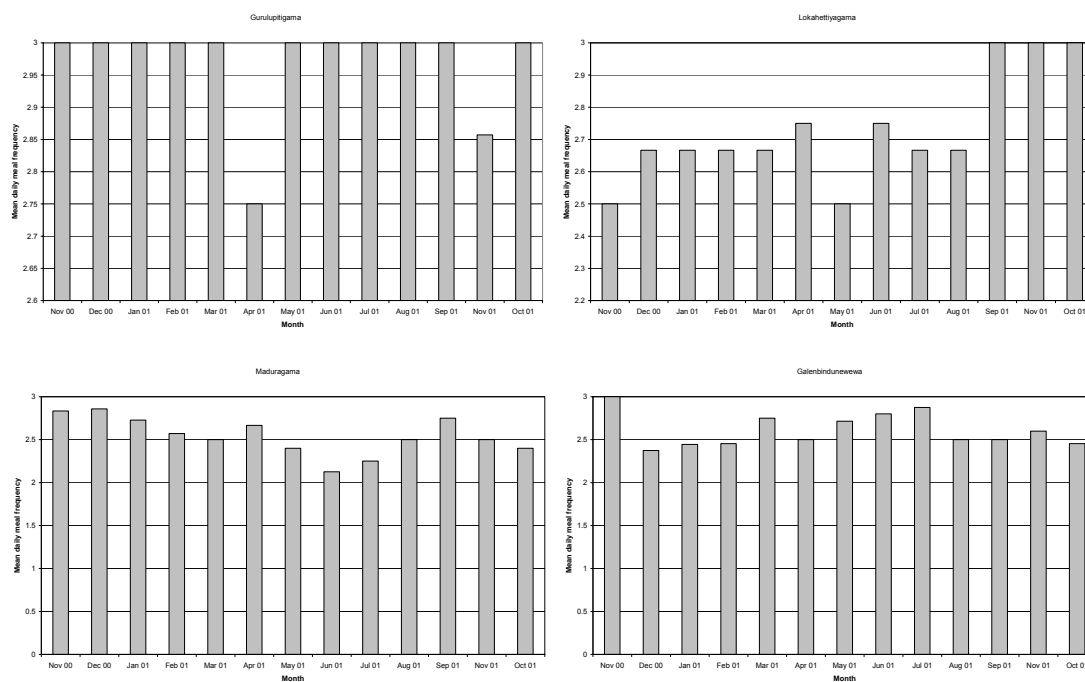 Gurulupitigama
3
2.95
2.9
2.85
2.8
2.75
2.7
2.65
2.6
Mean daily meal frequency
Nov 00 Dec 00 Jan 01 Feb 01 Mar 01 Apr 01 May 01 Jun 01 Jul 01 Aug 01 Sep 01 Nov 01 Oct 01
Month
Lokahettiyagama
3
2.9
2.8
2.7
2.6
2.5
2.4
2.3
2.2
Mean daily meal frequency
Nov 00 Dec 00 Jan 01 Feb 01 Mar 01 Apr 01 May 01 Jun 01 Jul 01 Aug 01 Sep 01 Nov 01 Oct 01
Month
Maduragama
3
2.5
2
1.5
1
0.5
0
Mean daily meal frequency
Nov 00 Dec 00 Jan 01 Feb 01 Mar 01 Apr 01 May 01 Jun 01 Jul 01 Aug 01 Sep 01 Nov 01 Oct 01
Month
Galenbindunewewa
3
2.5
2
1.5
1
0.5
0
Mean daily meal frequency
Nov 00 Dec 00 Jan 01 Feb 01 Mar 01 Apr 01 May 01 Jun 01 Jul 01 Aug 01 Sep 01 Nov 01 Oct 01
Month